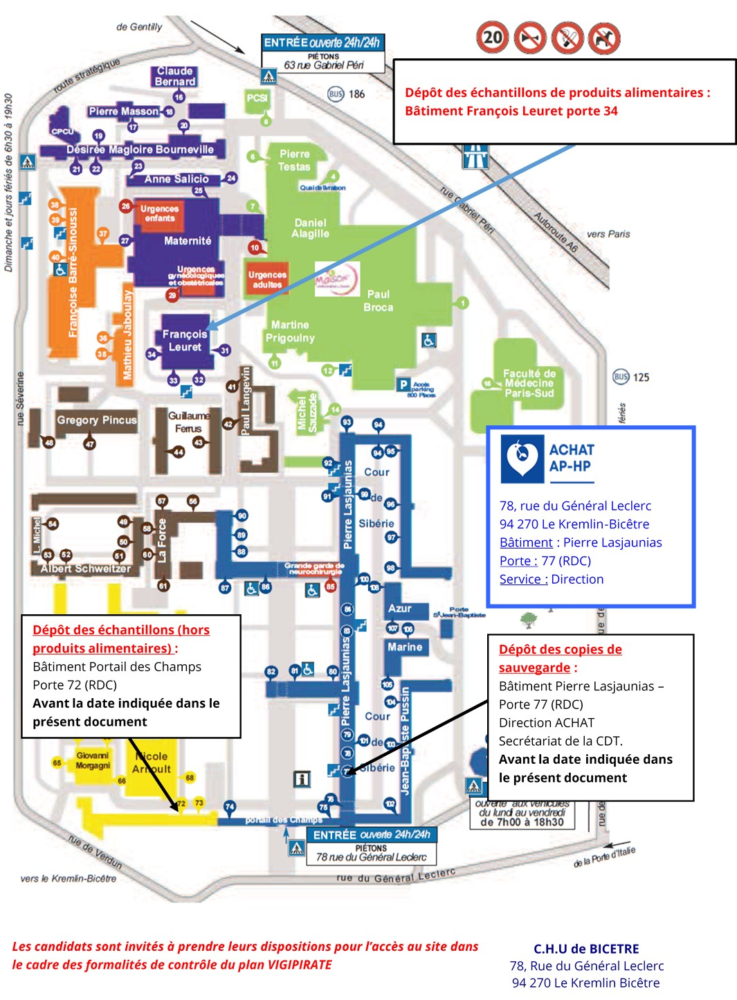 de Gentilly
ENTRÉE ouverte 24h/24h
PIÉTONS
63 rue Gabriel Péri
20
route stratégique
Claude
Bernard
16
PCSI
5
BUS 186
Dépôt des échantillons de produits alimentaires :
Bâtiment François Leuret porte 34
Pierre Masson
18
17
CPCU
19
20
Désirée Magloire Bourneville
21
22
23
Anne Salicio
24
25
6
Pierre
Testas
4
Quai de livraison
Dimanche et jours fériés de 6h30 à 19h30
rue Gabriel Péri
Autoroute A6
vers Paris
38
39
37
40
Françoise Barré-Sinoussi
26
Urgences
enfants
27
Maternité
Urgences
gynécologiques
et obstétricales
29
7
10
Daniel
Alagille
Urgences
adultes
Maison
Paul
Broca
1
Martine
Prigoulny
11
12
36
35
Mathieu Jaboulay
François
Leuret
34
31
33
32
P
Accès
parking
800 Places
Faculté de
Médecine
Paris-Sud
15
BUS 125
fériés
rue Séverine
Gregory Pincus
48
47
Guillaume
Ferrus
43
44
41
42
Paul Langevin
Michel
Sauzade
14
93
94
94
95
92
91
99
96
97
98
Cour
de
Sibérie
Pierre Lasjaunias
ACHAT
AP-HP
78, rue du Général Leclerc
94 270 Le Kremlin-Bicêtre
Bâtiment : Pierre Lasjaunias
Porte : 77 (RDC)
Service : Direction
L. Michel
54
53
52
49
50
51
Albert Schweitzer
57
56
58
60
61
La Force
90
89
88
87
86
Grande garde de
neurochirurgie
85
100
108
84
83
Azur
107
106
Marine
105
Porte
St Jean-Baptiste
rue de
Dépôt des échantillons (hors
produits alimentaires) :
Bâtiment Portail des Champs
Porte 72 (RDC)
Avant la date indiquée dans le
présent document
82
81
80
Pierre Lasjaunias
104
Cour
de
Sibérie
79
78
101
103
Jean-Baptiste Pussin
Dépôt des copies de
sauvegarde :
Bâtiment Pierre Lasjaunias –
Porte 77 (RDC)
Direction ACHAT
Secrétariat de la CDT.
Avant la date indiquée dans
le présent document
65
Giovanni
Morgagni
66
Nicole
Arnoult
68
72
73
74
portail des Champs
i
76
75
102
ouverte aux véhicules
du lundi au vendredi
de 7h00 à 18h30
rue de
ENTRÉE ouverte 24h/24h
PIÉTONS
78 rue du Général Leclerc
rue de Verdun
vers le Kremlin-Bicêtre
rue du Général Leclerc
de la Porte d'Italie
Les candidats sont invités à prendre leurs dispositions pour l'accès au site dans
le cadre des formalités de contrôle du plan VIGIPIRATE
C.H.U de BICETRE
78, Rue du Général Leclerc
94 270 Le Kremlin Bicêtre